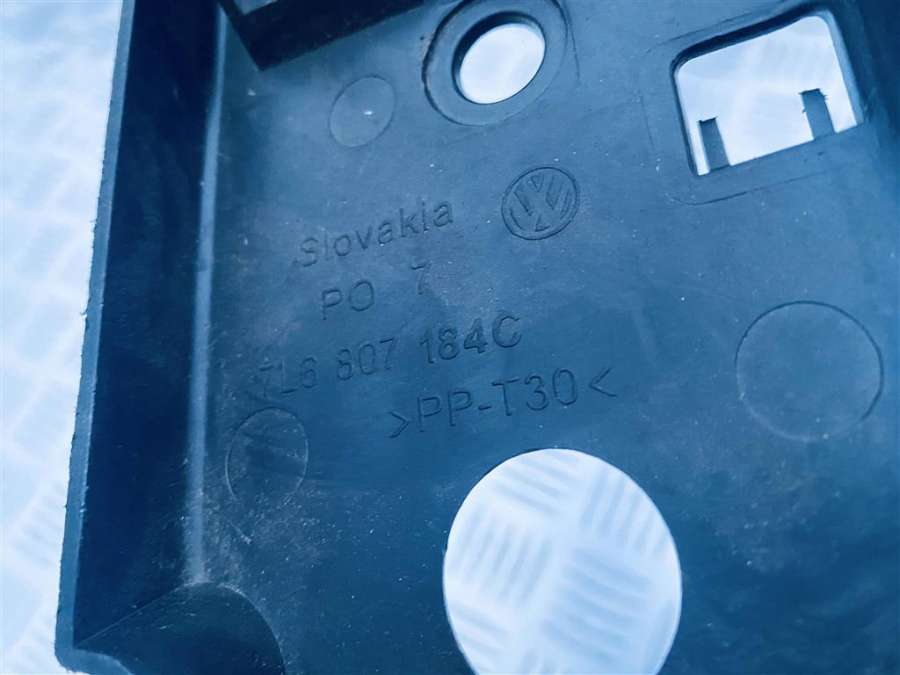 Slovakia
PO 7
7L6 807 184C
>PP-T30<